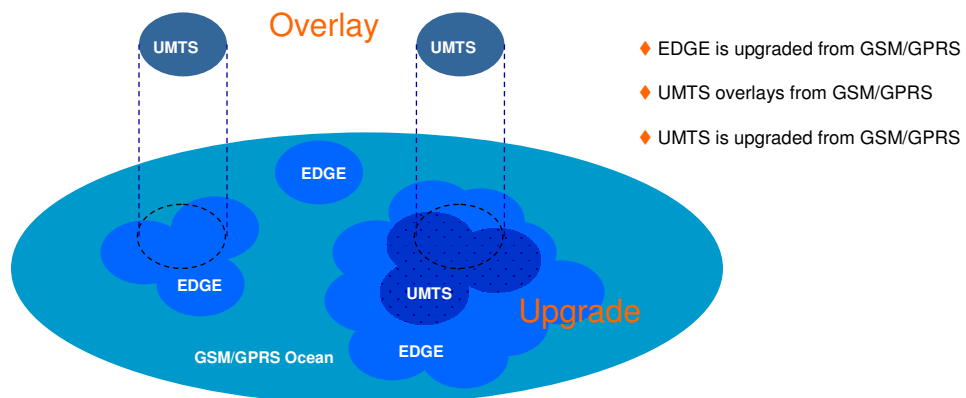 Overlay
UMTS
UMTS
♦ EDGE is upgraded from GSM/GPRS
♦ UMTS overlays from GSM/GPRS
♦ UMTS is upgraded from GSM/GPRS
EDGE
EDGE
UMTS
Upgrade
GSM/GPRS Ocean
EDGE